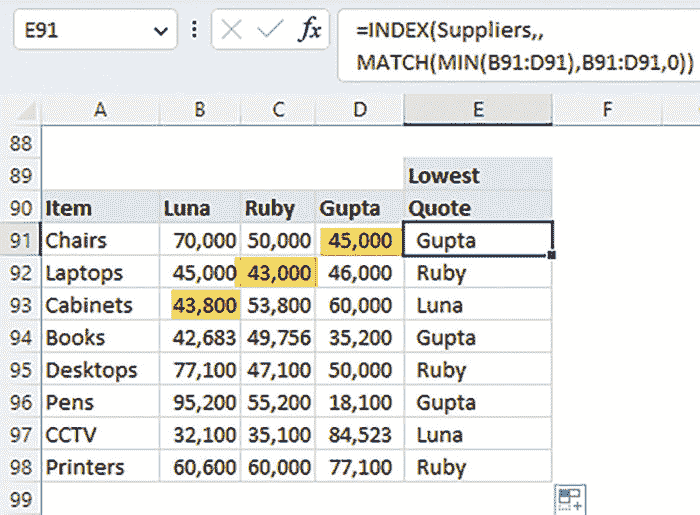 E91 fx =INDEX(Suppliers,,
MATCH(MIN(B91:D91),B91:D91,0))
A B C D E F
88
89 Lowest
90 Item Luna Ruby Gupta Quote
91 Chairs 70,000 50,000 45,000 Gupta
92 Laptops 45,000 43,000 46,000 Ruby
93 Cabinets 43,800 53,800 60,000 Luna
94 Books 42,683 49,756 35,200 Gupta
95 Desktops 77,100 47,100 50,000 Ruby
96 Pens 95,200 55,200 18,100 Gupta
97 CCTV 32,100 35,100 84,523 Luna
98 Printers 60,600 60,000 77,100 Ruby
99